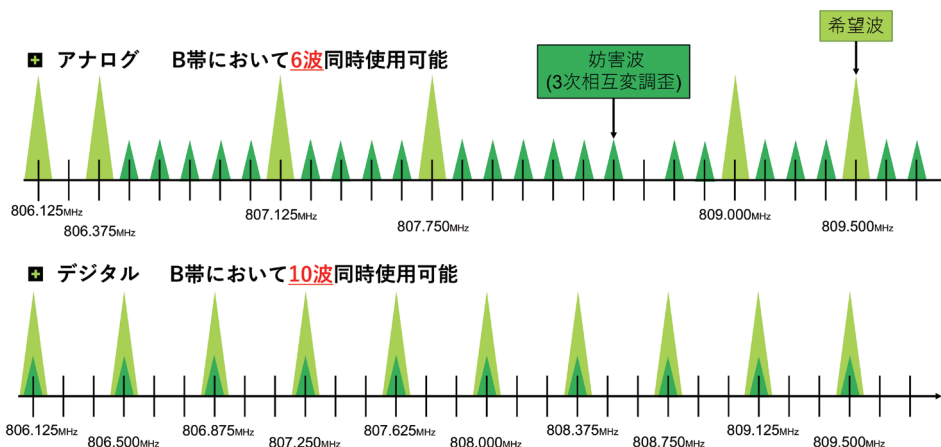 希望波
アナログ B帯において6波同時使用可能
妨害波
(3次相互変調歪)
806.125MHz
806.375MHz
807.125MHz
807.750MHz
809.000MHz
809.500MHz
デジタル B帯において10波同時使用可能
806.125MHz
806.500MHz
806.875MHz
807.250MHz
807.625MHz
808.000MHz
808.375MHz
808.750MHz
809.125MHz
809.500MHz